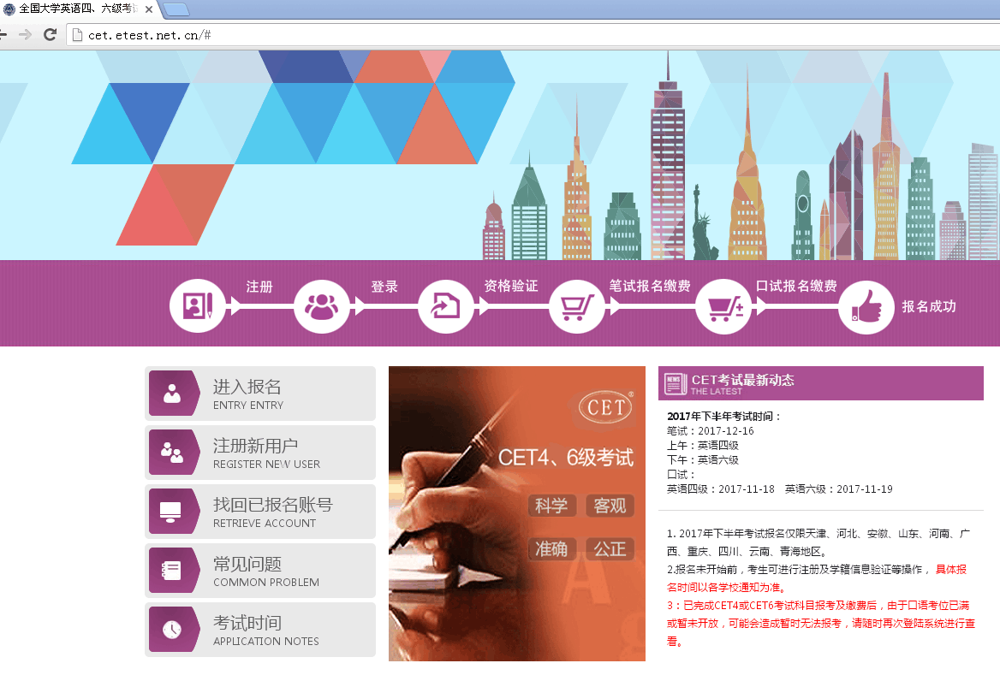 全国大学英语四、六级考试
cet.etest.net.cn/#
注册
登录
资格验证
笔试报名缴费
口试报名缴费
报名成功
进入报名
ENTRY ENTRY
注册新用户
REGISTER NEW USER
找回已报名账号
RETRIEVE ACCOUNT
常见问题
COMMON PROBLEM
考试时间
APPLICATION NOTES
CET®
CET4、6级考试
科学 客观
准确 公正
NEWS
CET考试最新动态
THE LATEST
2017年下半年考试时间：
笔试：2017-12-16
上午：英语四级
下午：英语六级
口试：
英语四级：2017-11-18 英语六级：2017-11-19
1. 2017年下半年考试报名仅限天津、河北、安徽、山东、河南、广
西、重庆、四川、云南、青海地区。
2.报名未开始前，考生可进行注册及学籍信息验证等操作， 具体报
名时间以各学校通知为准。
3：已完成CET4或CET6考试科目报考及缴费后，由于口语考位已满
或暂未开放，可能会造成暂时无法报考，请随时再次登陆系统进行查
看。